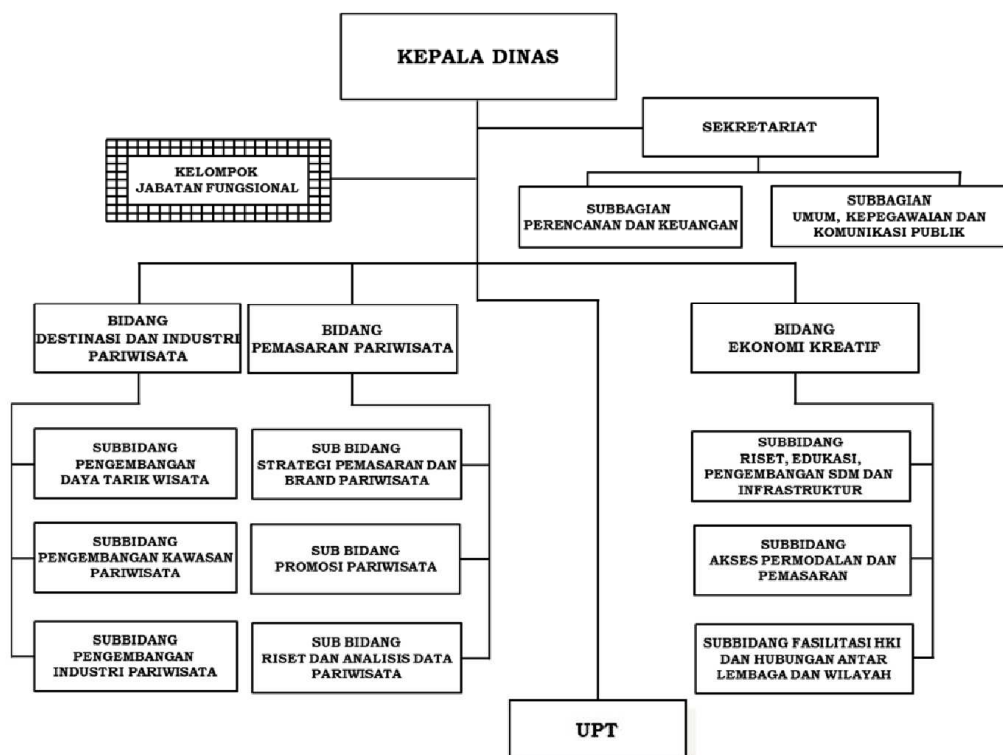 KEPALA DINAS
SEKRETARIAT
KELOMPOK
JABATAN FUNGSIONAL
SUBBAGIAN
PERENCANAN DAN KEUANGAN
SUBBAGIAN
UMUM, KEPEGAWAIAN DAN
KOMUNIKASI PUBLIK
BIDANG
DESTINASI DAN INDUSTRI
PARIWISATA
BIDANG
PEMASARAN PARIWISATA
BIDANG
EKONOMI KREATIF
SUBBIDANG
PENGEMBANGAN
DAYA TARIK WISATA
SUB BIDANG
STRATEGI PEMASARAN DAN
BRAND PARIWISATA
SUBBIDANG
RISET, EDUKASI,
PENGEMBANGAN SDM DAN
INFRASTRUKTUR
SUBBIDANG
PENGEMBANGAN KAWASAN
PARIWISATA
SUB BIDANG
PROMOSI PARIWISATA
SUBBIDANG
AKSES PERMODALAN DAN
PEMASARAN
SUBBIDANG
PENGEMBANGAN
INDUSTRI PARIWISATA
SUB BIDANG
RISET DAN ANALISIS DATA
PARIWISATA
SUBBIDANG FASILITASI HKI
DAN HUBUNGAN ANTAR
LEMBAGA DAN WILAYAH
UPT